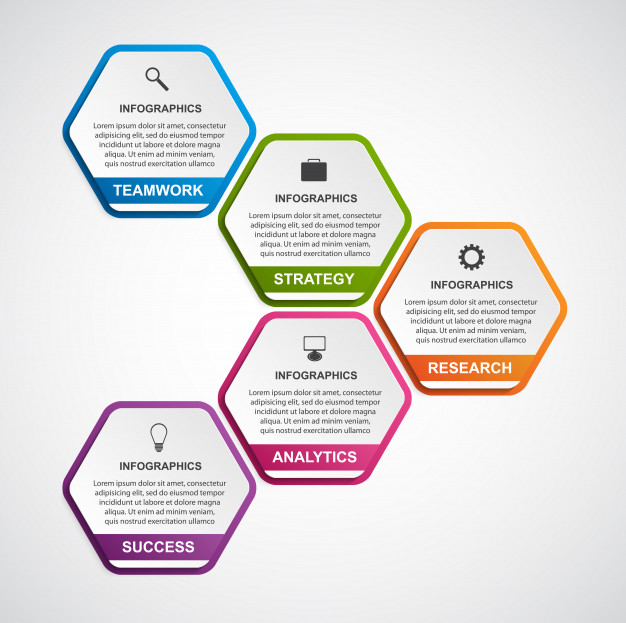 INFOGRAPHICS
Lorem ipsum dolor sit amet, consectetur
adipisicing elit, sed do eiusmod tempor
incididunt ut labore et dolore magna
aliqua. Ut enim ad minim veniam,
quis exercitation ullamco
TEAMWORK
INFOGRAPHICS
Lorem ipsum dolor sit amet, consectetur
adipisicing elit, sed do eiusmod tempor
incididunt ut labore et dolore magna
aliqua. Ut enim ad minim veniam,
quis exercitation ullamco
STRATEGY
INFOGRAPHICS
Lorem ipsum dolor sit amet, consectetur
adipisicing elit, sed do eiusmod tempor
incididunt ut labore et dolore magna
aliqua. Ut enim ad minim veniam,
quis exercitation ullamco
RESEARCH
INFOGRAPHICS
Lorem ipsum dolor sit amet, consectetur
adipisicing elit, sed do eiusmod tempor
incididunt ut labore et dolore magna
aliqua. Ut enim ad minim veniam,
quis exercitation ullamco
ANALYTICS
INFOGRAPHICS
Lorem ipsum dolor sit amet, consectetur
adipisicing elit, sed do eiusmod tempor
incididunt ut labore et dolore magna
aliqua. Ut enim ad minim veniam,
quis exercitation ullamco
SUCCESS